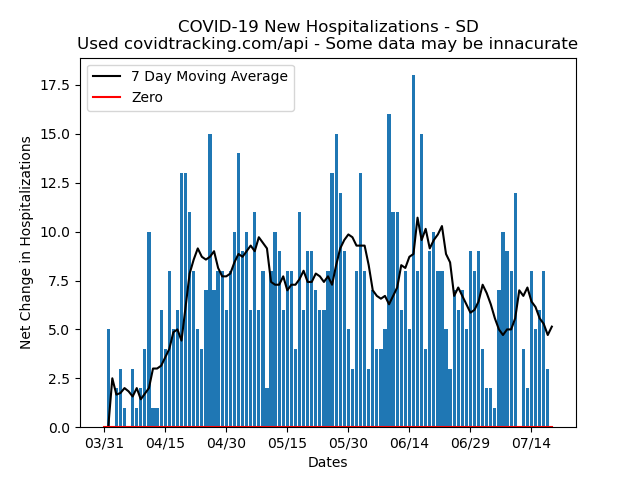 COVID-19 New Hospitalizations - SD
Used covidtracking.com/api - Some data may be innacurate
7 Day Moving Average
Zero
Net Change in Hospitalizations
17.5
15.0
12.5
10.0
7.5
5.0
2.5
0.0
03/31 04/15 04/30 05/15 05/30 06/14 06/29 07/14
Dates